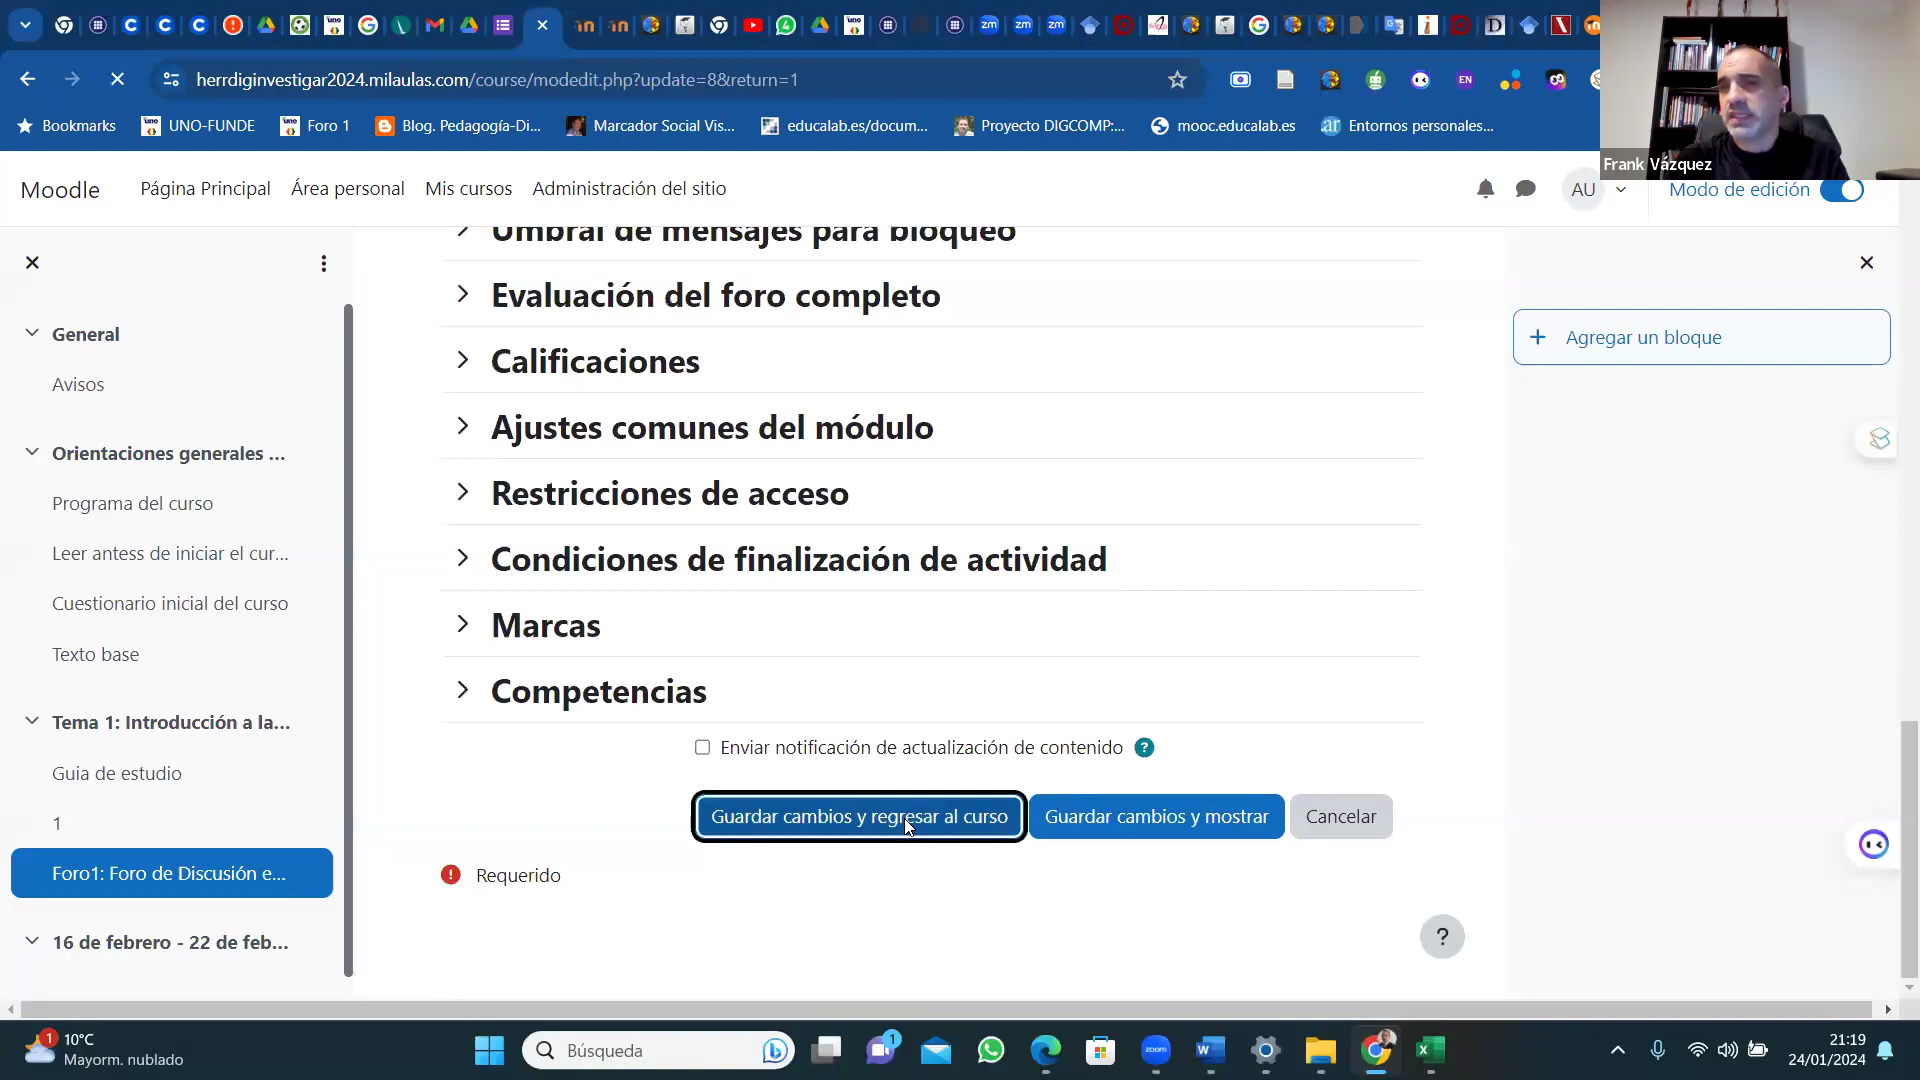 herrdiginvestigar2024.milaulas.com/course/modedit.php?update=8&return=1
EN
Bookmarks
UNO-FUNDE
Foro 1
Blog. Pedagogía-Di...
Marcador Social Vis...
educalab.es/docum...
Proyecto DIGCOMP:...
mooc.educalab.es
Entornos personales...
Frank Vázquez
Moodle
Página Principal
Área personal
Mis cursos
Administración del sitio
AU
Modo de edición
General
Avisos
Orientaciones generales ...
Programa del curso
Leer antess de iniciar el cur...
Cuestionario inicial del curso
Texto base
Tema 1: Introducción a la...
Guia de estudio
1
Foro1: Foro de Discusión e...
16 de febrero - 22 de feb...
Umbral de mensajes para bloqueo
Evaluación del foro completo
Calificaciones
Ajustes comunes del módulo
Restricciones de acceso
Condiciones de finalización de actividad
Marcas
Competencias
Enviar notificación de actualización de contenido
Guardar cambios y regresar al curso
Guardar cambios y mostrar
Cancelar
Requerido
Agregar un bloque
?
1
10°C
Mayorm. nublado
Búsqueda
1
zoom
21:19
24/01/2024